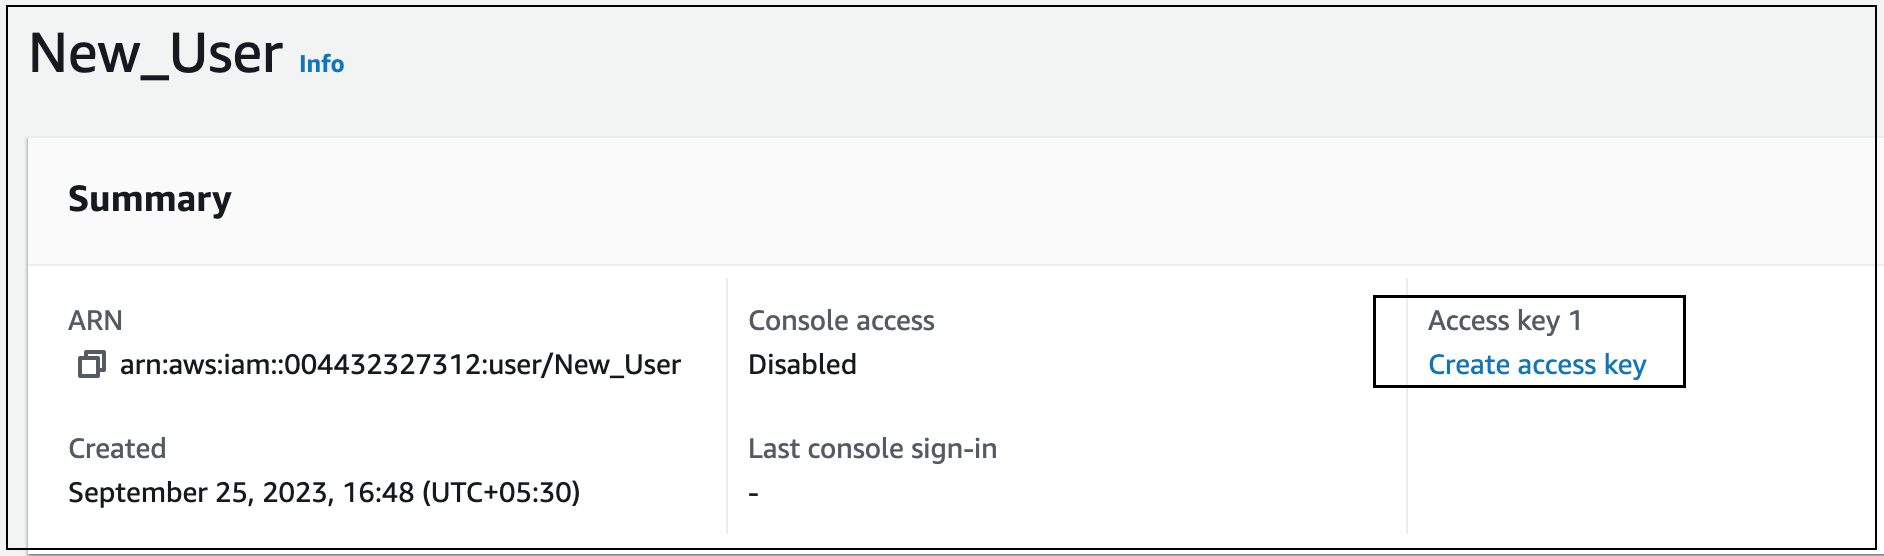 New_User Info
Summary
ARN
arn:aws:iam::004432327312:user/New_User
Created
September 25, 2023, 16:48 (UTC+05:30)
Console access
Disabled
Last console sign-in
-
Access key 1
Create access key